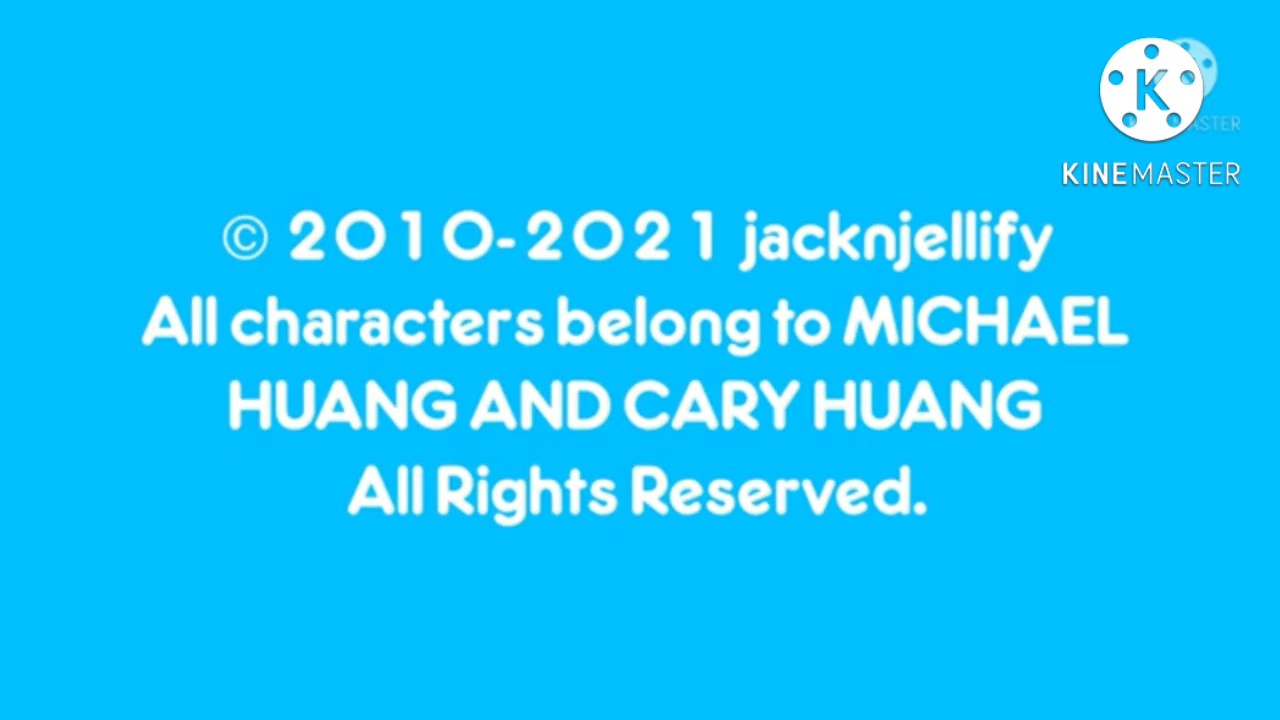 KINEMASTER
© 2010-2021 jacknjellify
All characters belong to MICHAEL
HUANG AND CARY HUANG
All Rights Reserved.